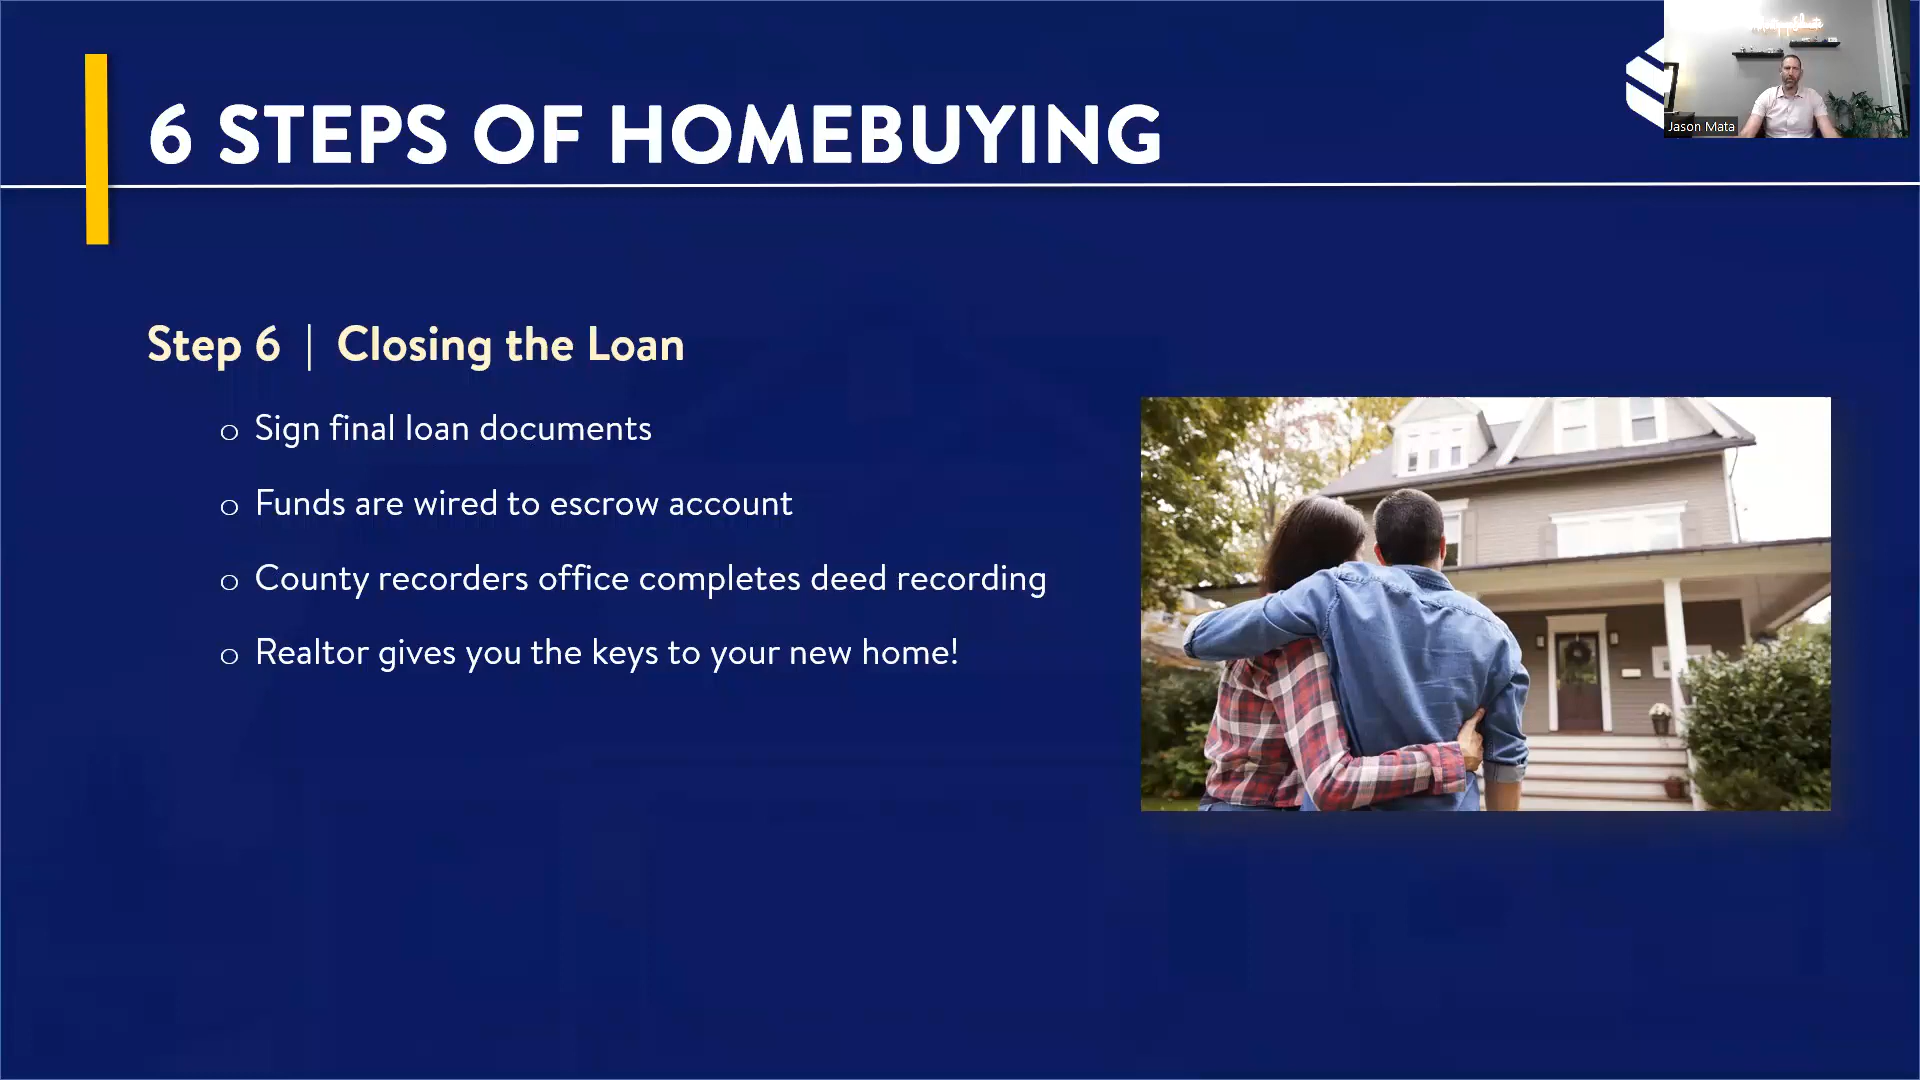 6 STEPS OF HOMEBUYING
Jason Mata
Step 6 | Closing the Loan
o Sign final loan documents
o Funds are wired to escrow account
o County recorders office completes deed recording
o Realtor gives you the keys to your new home!